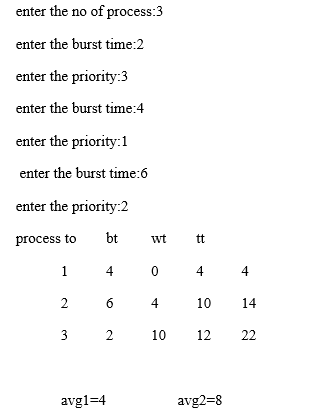 enter the no of process:3
enter the burst time:2
enter the priority:3
enter the burst time:4
enter the priority:1
enter the burst time:6
enter the priority:2
process to bt wt tt
1 4 0 4 4
2 6 4 10 14
3 2 10 12 22
avg1=4 avg2=8